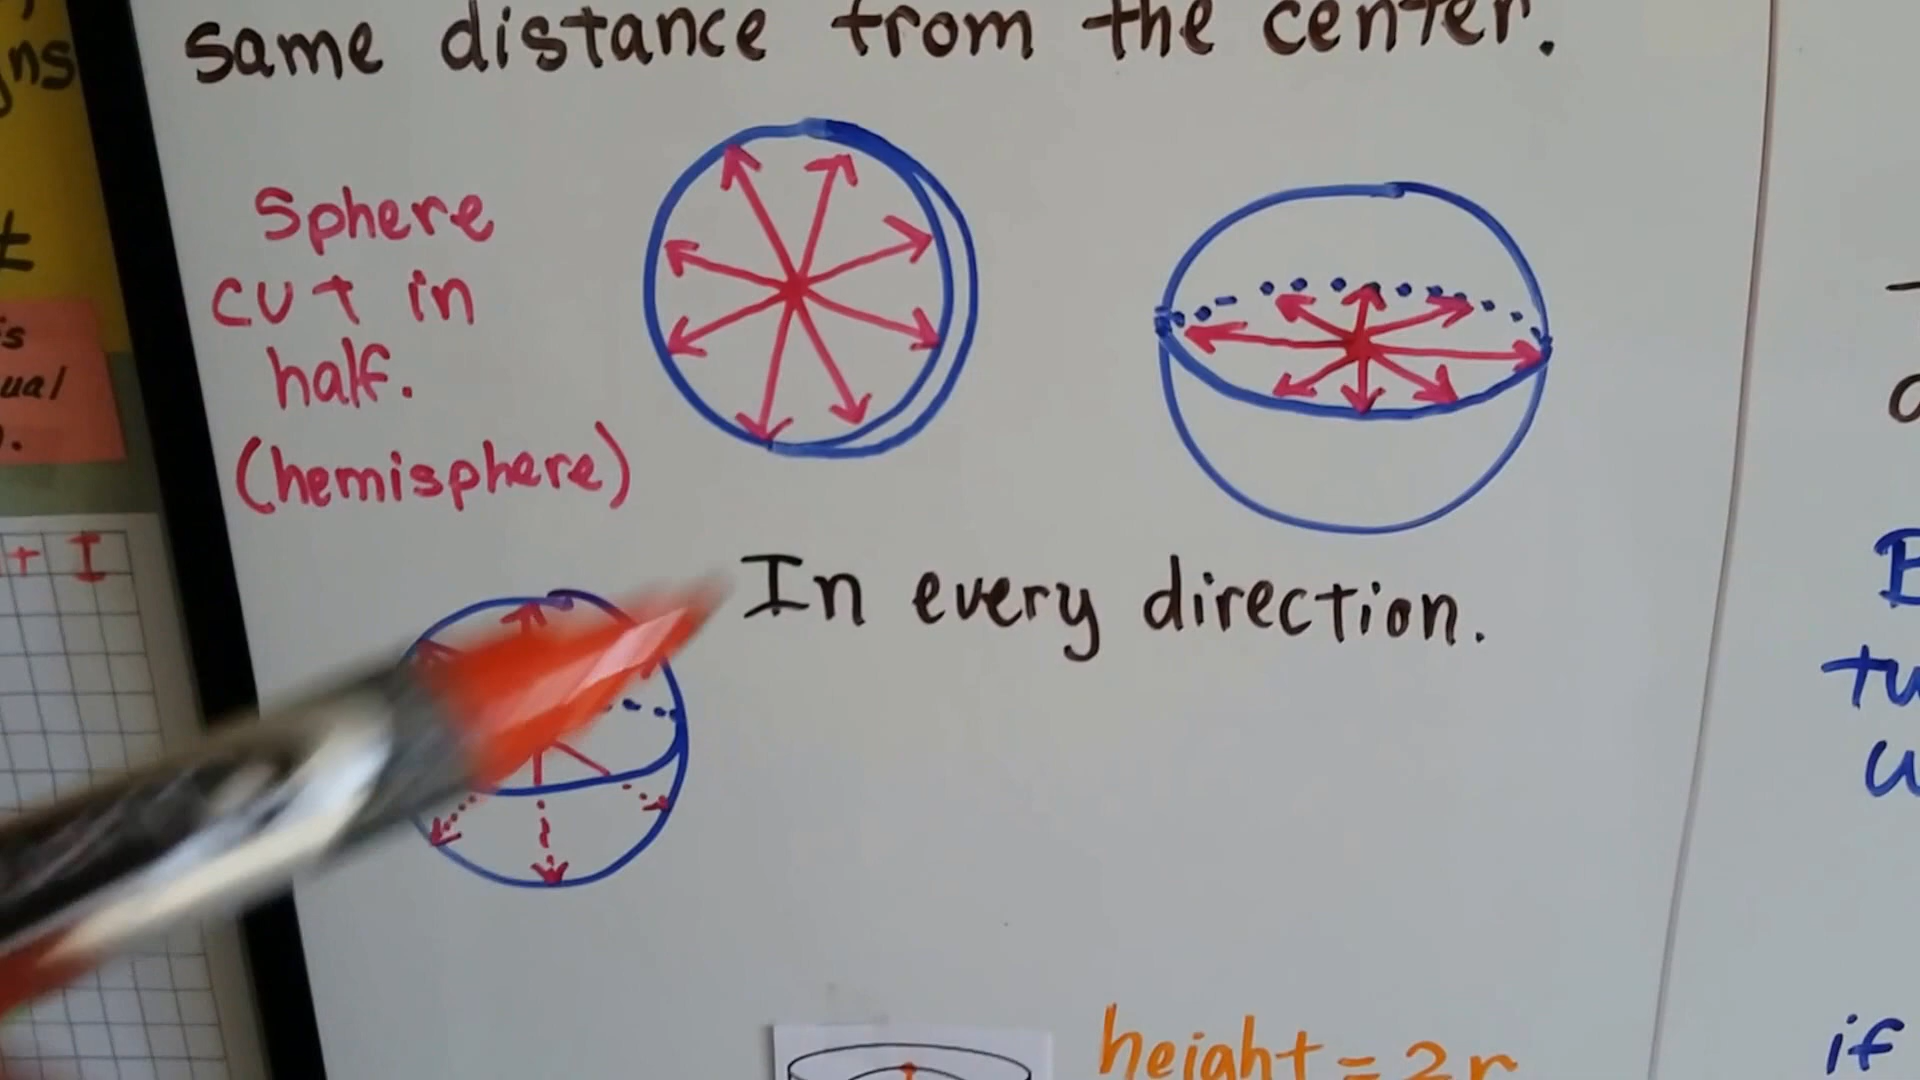 same distance from the center.
Sphere
cut in
half.
(hemisphere)
In every direction.
height = 2r
if